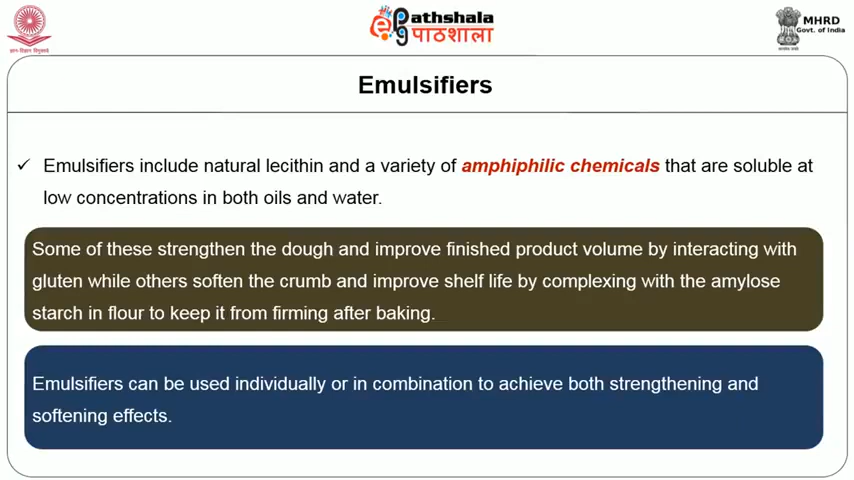 ePathshala
पाठशाला
MHRD
Govt. of India
Emulsifiers
✓ Emulsifiers include natural lecithin and a variety of amphiphilic chemicals that are soluble at
low concentrations in both oils and water.
Some of these strengthen the dough and improve finished product volume by interacting with
gluten while others soften the crumb and improve shelf life by complexing with the amylose
starch in flour to keep it from firming after baking.
Emulsifiers can be used individually or in combination to achieve both strengthening and
softening effects.